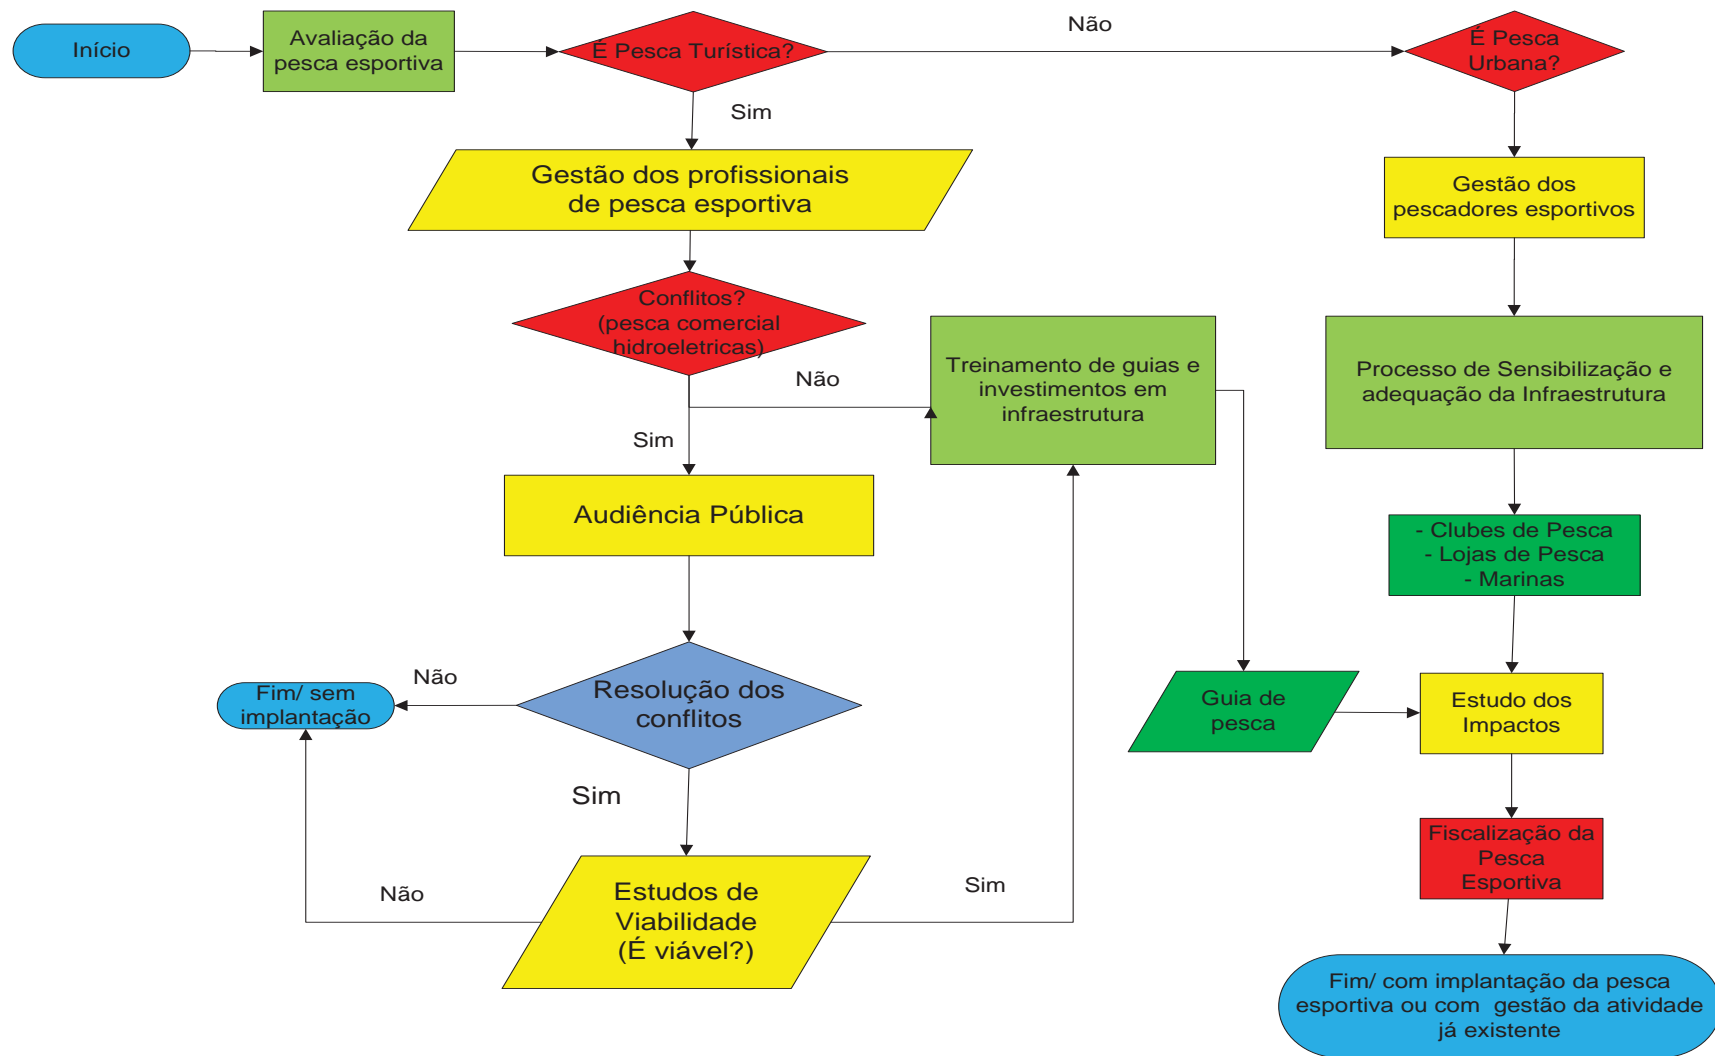 Início
Avaliação da
pesca esportiva
É Pesca Turística?
Não
É Pesca
Urbana?
Sim
Gestão dos profissionais
de pesca esportiva
Gestão dos
pescadores esportivos
Conflitos?
(pesca comercial
hidroeletricas)
Não
Treinamento de guias e
investimentos em
infraestrutura
Processo de Sensibilização e
adequação da Infraestrutura
Sim
Audiência Pública
- Clubes de Pesca
- Lojas de Pesca
- Marinas
Não
Fim/ sem
implantação
Resolução dos
conflitos
Guia de
pesca
Estudo dos
Impactos
Sim
Não
Estudos de
Viabilidade
(É viável?)
Sim
Fiscalização da
Pesca
Esportiva
Fim/ com implantação da pesca
esportiva ou com  gestão da atividade
já existente